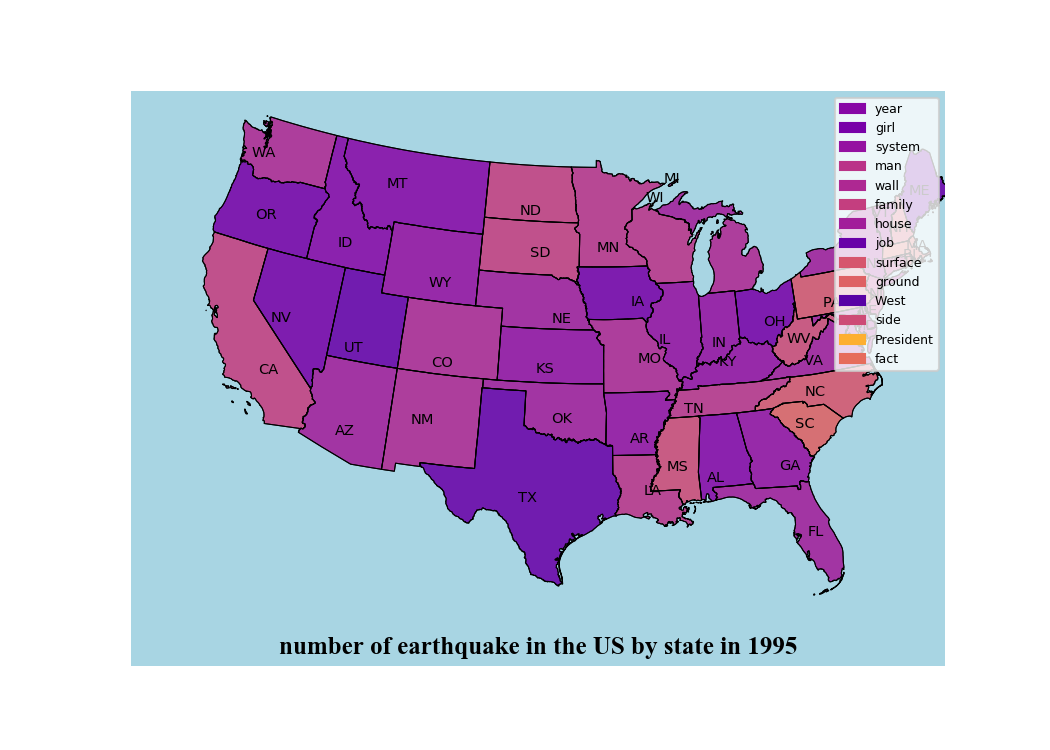 year
girl
system
man
wall
family
house
job
surface
ground
West
side
President
fact
WA
MT
ND
MI
WI
OR
ID
SD
MN
ME
WY
NE
IA
PA
NV
UT
CO
KS
MO
IL
IN
OH
WV
KY
VA
CA
AZ
NM
OK
AR
TN
NC
SC
MS
AL
GA
LA
TX
FL
number of earthquake in the US by state in 1995